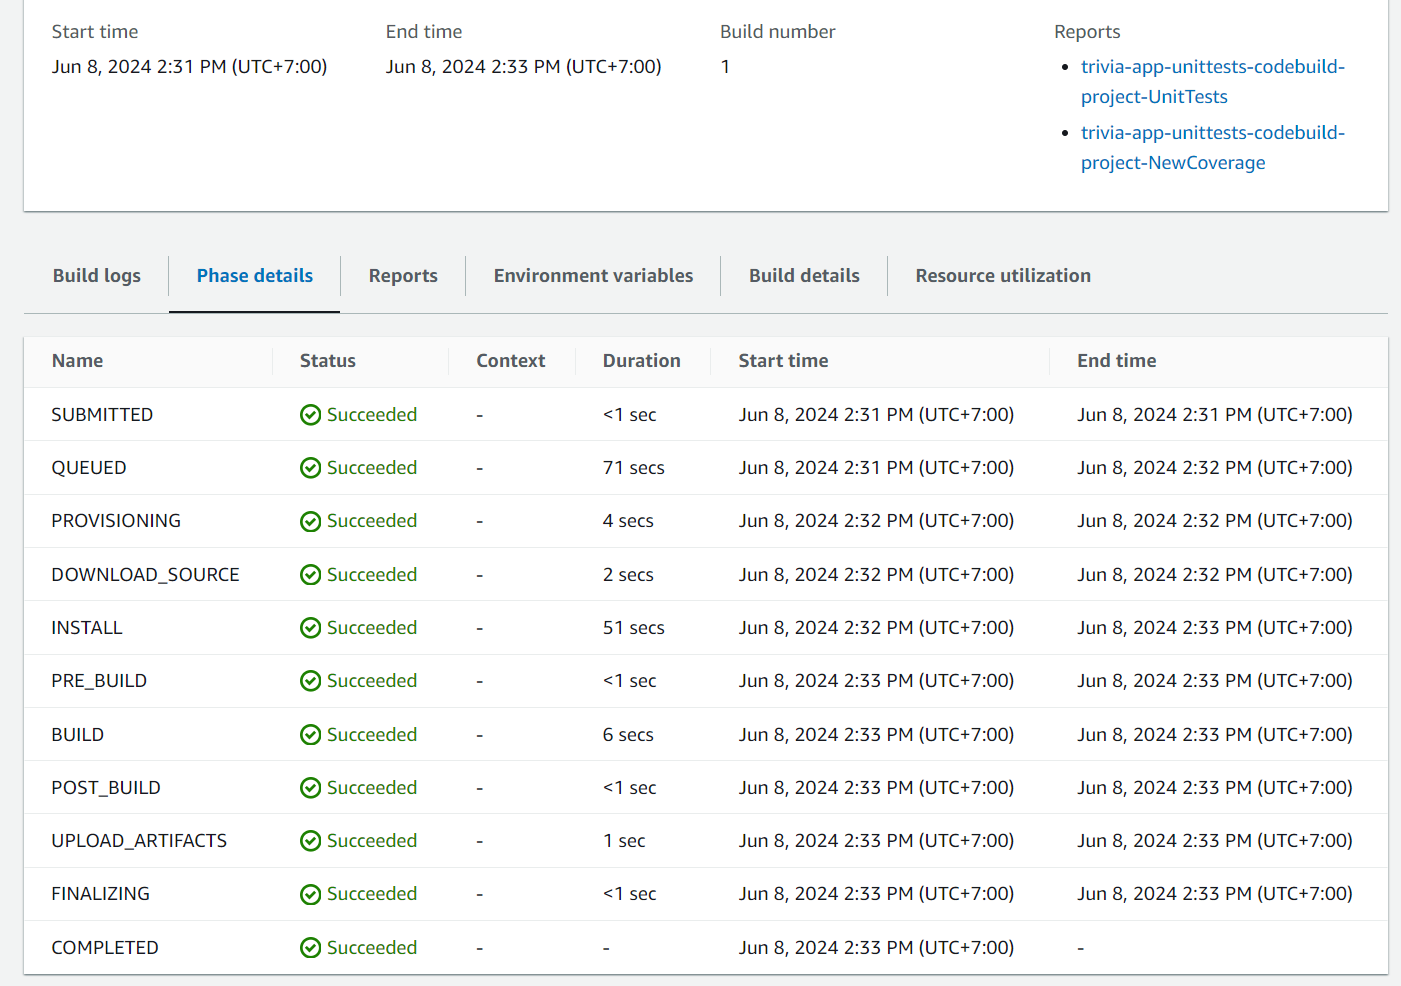 Start time End time Build number Reports
Jun 8, 2024 2:31 PM (UTC+7:00) Jun 8, 2024 2:33 PM (UTC+7:00) 1 • trivia-app-unittests-codebuild-
project-UnitTests
• trivia-app-unittests-codebuild-
project-NewCoverage
Build logs Phase details Reports Environment variables Build details Resource utilization
Name Status Context Duration Start time End time
SUBMITTED Succeeded - <1 sec Jun 8, 2024 2:31 PM (UTC+7:00) Jun 8, 2024 2:31 PM (UTC+7:00)
QUEUED Succeeded - 71 secs Jun 8, 2024 2:31 PM (UTC+7:00) Jun 8, 2024 2:32 PM (UTC+7:00)
PROVISIONING Succeeded - 4 secs Jun 8, 2024 2:32 PM (UTC+7:00) Jun 8, 2024 2:32 PM (UTC+7:00)
DOWNLOAD_SOURCE Succeeded - 2 secs Jun 8, 2024 2:32 PM (UTC+7:00) Jun 8, 2024 2:32 PM (UTC+7:00)
INSTALL Succeeded - 51 secs Jun 8, 2024 2:32 PM (UTC+7:00) Jun 8, 2024 2:33 PM (UTC+7:00)
PRE_BUILD Succeeded - <1 sec Jun 8, 2024 2:33 PM (UTC+7:00) Jun 8, 2024 2:33 PM (UTC+7:00)
BUILD Succeeded - 6 secs Jun 8, 2024 2:33 PM (UTC+7:00) Jun 8, 2024 2:33 PM (UTC+7:00)
POST_BUILD Succeeded - <1 sec Jun 8, 2024 2:33 PM (UTC+7:00) Jun 8, 2024 2:33 PM (UTC+7:00)
UPLOAD_ARTIFACTS Succeeded - 1 sec Jun 8, 2024 2:33 PM (UTC+7:00) Jun 8, 2024 2:33 PM (UTC+7:00)
FINALIZING Succeeded - <1 sec Jun 8, 2024 2:33 PM (UTC+7:00) Jun 8, 2024 2:33 PM (UTC+7:00)
COMPLETED Succeeded - - Jun 8, 2024 2:33 PM (UTC+7:00) -